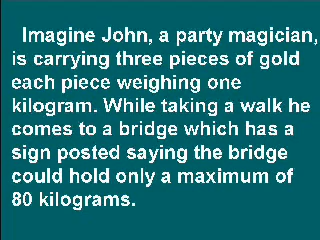 Imagine John, a party magician,
is carrying three pieces of gold
each piece weighing one
kilogram. While taking a walk he
comes to a bridge which has a
sign posted saying the bridge
could hold only a maximum of
80 kilograms.